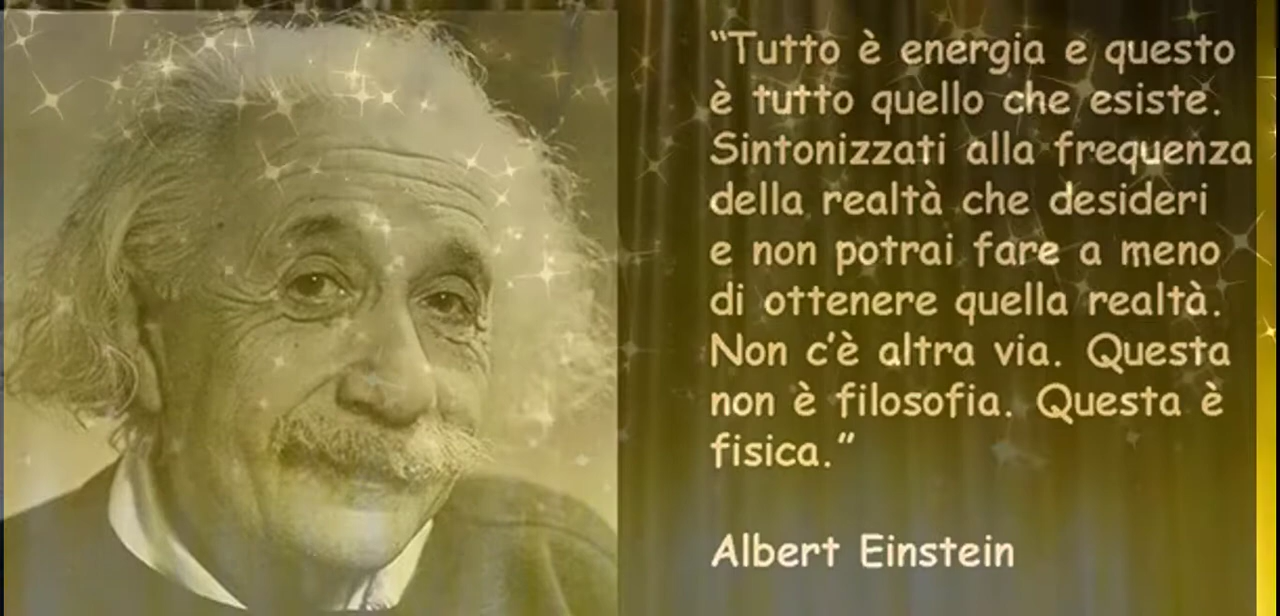 “Tutto è energia e questo
è tutto quello che esiste.
Sintonizzati alla frequenza
della realtà che desideri
e non potrai fare a meno
di ottenere quella realtà.
Non c’è altra via. Questa
non è filosofia. Questa è
fisica.”
Albert Einstein